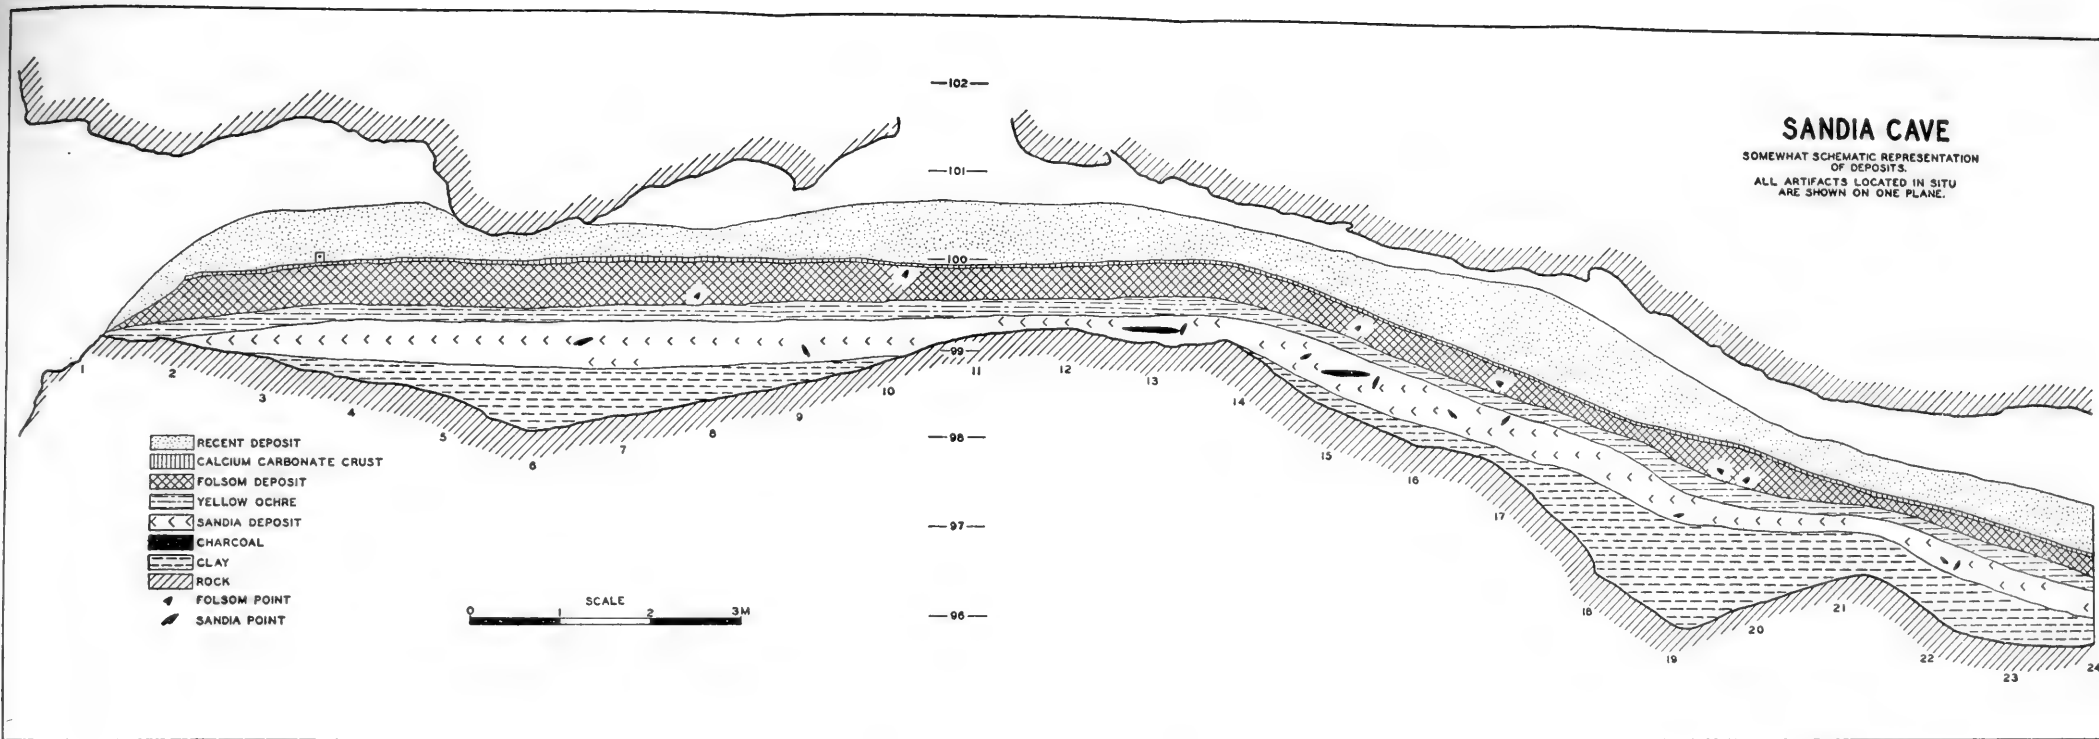 SANDIA CAVE
SOMEWHAT SCHEMATIC REPRESENTATION
OF DEPOSITS.
ALL ARTIFACTS LOCATED IN SITU
ARE SHOWN ON ONE PLANE.
102
101
100
99
98
97
96
1
2
3
4
5
6
7
8
9
10
11
12
13
14
15
16
17
18
19
20
21
22
23
24
RECENT DEPOSIT
CALCIUM CARBONATE CRUST
FOLSOM DEPOSIT
YELLOW OCHRE
SANDIA DEPOSIT
CHARCOAL
CLAY
ROCK
FOLSOM POINT
SANDIA POINT
SCALE
0 1 2 3M